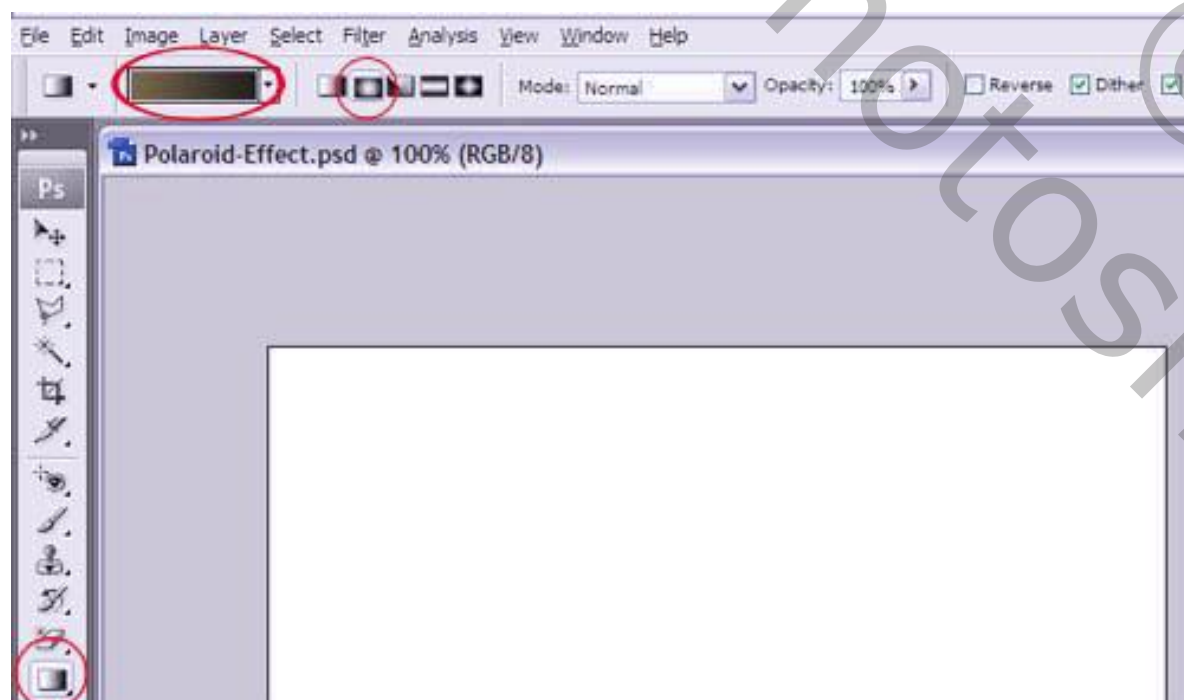 File Edit Image Layer Select Filter Analysis View Window Help
Mode: Normal Opacity: 100% Reverse Dither
Polaroid-Effect.psd @ 100% (RGB/8)
Ps